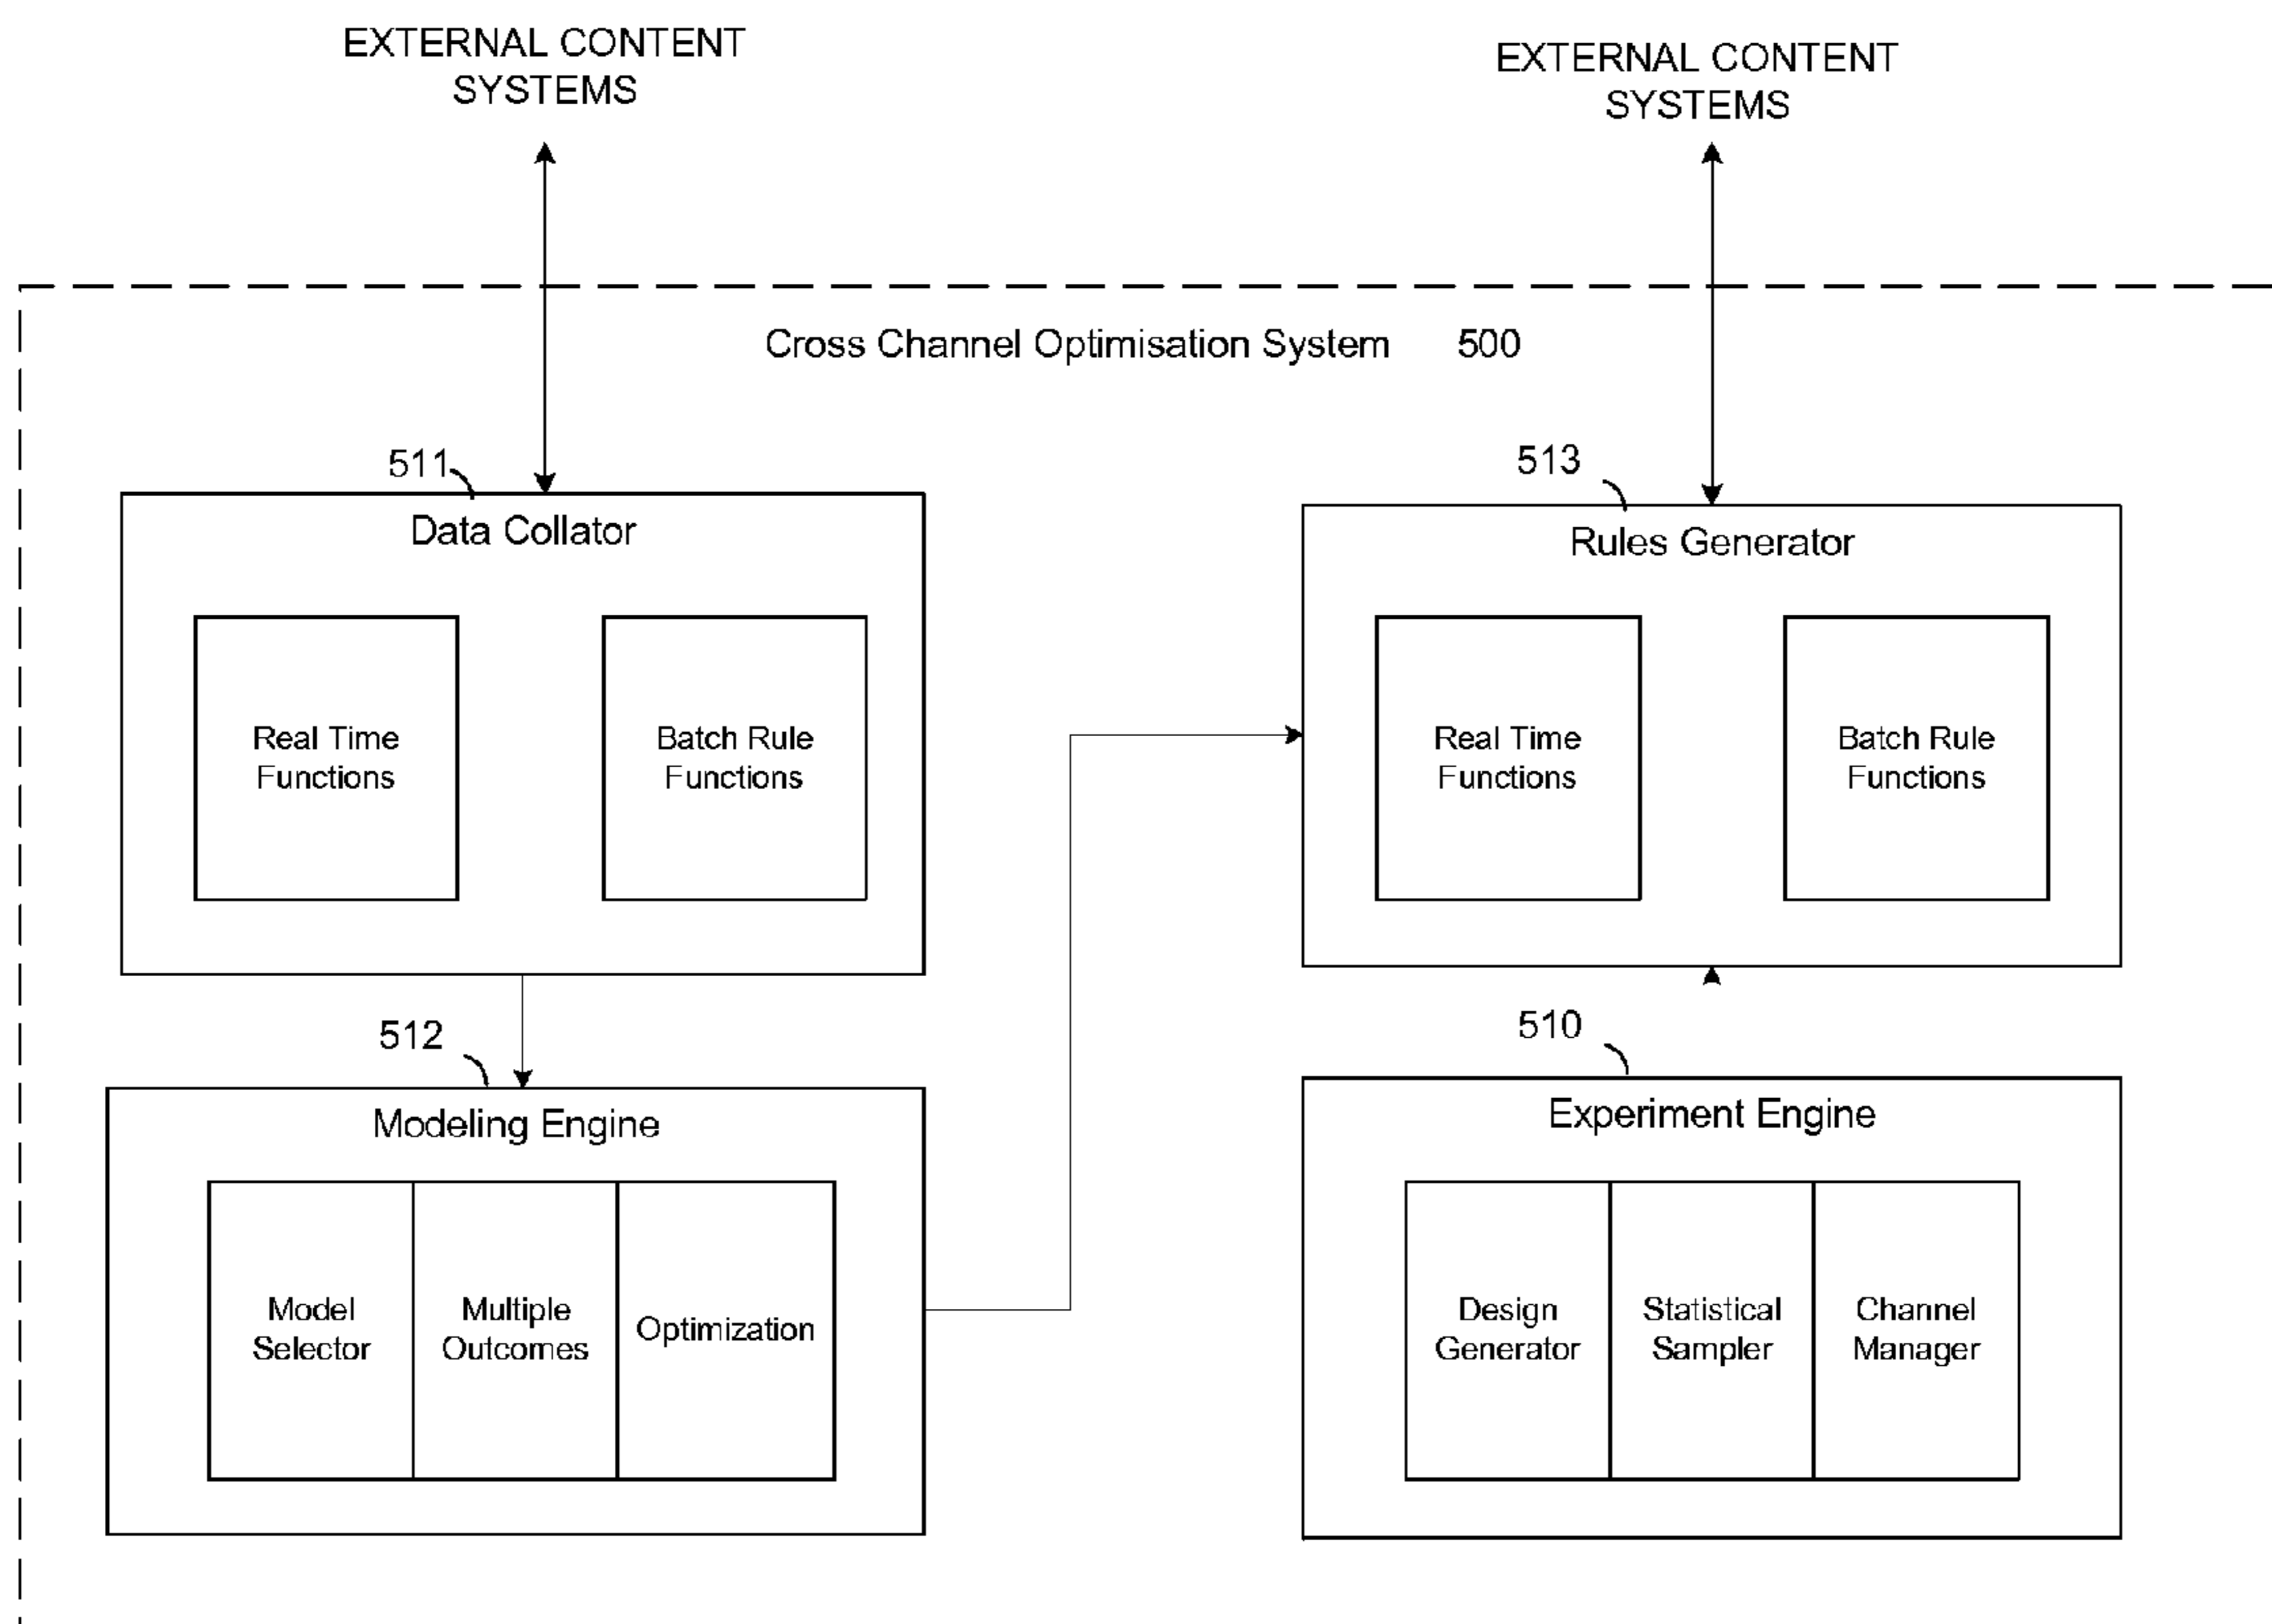 EXTERNAL CONTENT
SYSTEMS
EXTERNAL CONTENT
SYSTEMS
Cross Channel Optimisation System 500
511
Data Collator
Real Time
Functions
Batch Rule
Functions
513
Rules Generator
Real Time
Functions
Batch Rule
Functions
512
Modeling Engine
Model
Selector
Multiple
Outcomes
Optimization
510
Experiment Engine
Design
Generator
Statistical
Sampler
Channel
Manager